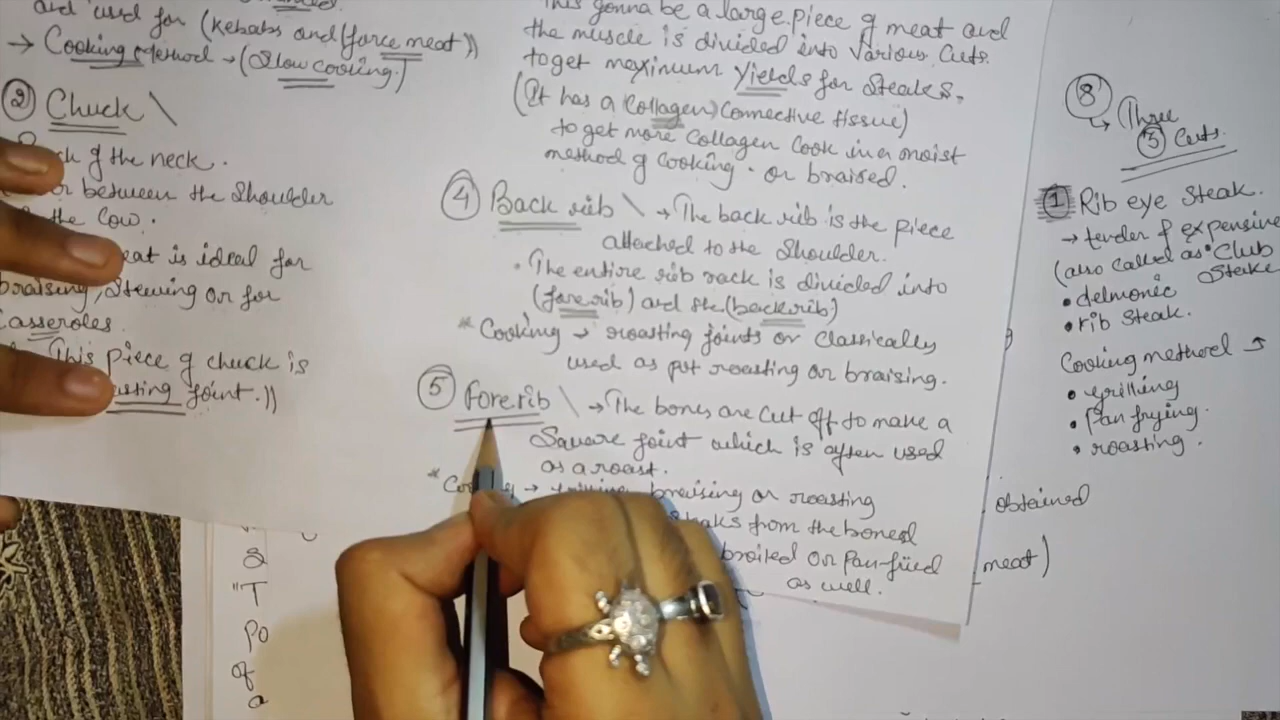 and used for (kebabs and (force meat))
→ Cooking Method → (Slow cooking.)
② Chuck \
of the neck.
or between the Shoulder
the Cow.
eat is ideal for
braising, Stewing or for
Casseroles.
This piece of chuck is
joint.))
This gonna be a large piece of meat and
the muscle is divided into Various Cuts.
to get mayximum yields for Steaks.
(It has a (Collagen) Connective tissue)
to get more Collagen Cook in a moist
method of cooking. or braised.
④ Back rib \ → The back rib is the piece
attached to the Shoulder.
• The entire rib rack is divided into
(fore rib) and the (back rib)
* Cooking → roasting joints or Classically
used as pot roasting or braising.
⑤ fore rib \ → The bones are Cut off to make a
Square joint which is often used
as a roast.
braising or roasting
from the boned
broiled or Pan-fried
as well.
⑧
↳ (Three
③ Cuts.
① Rib eye Steak.
→ tender & expensive
(also called as "Club
• delmonic Steake
• rib Steak.
Cooking method
• grilling
• Pan frying.
• roasting.
obtained
meat)
&
"T
Po
of
a